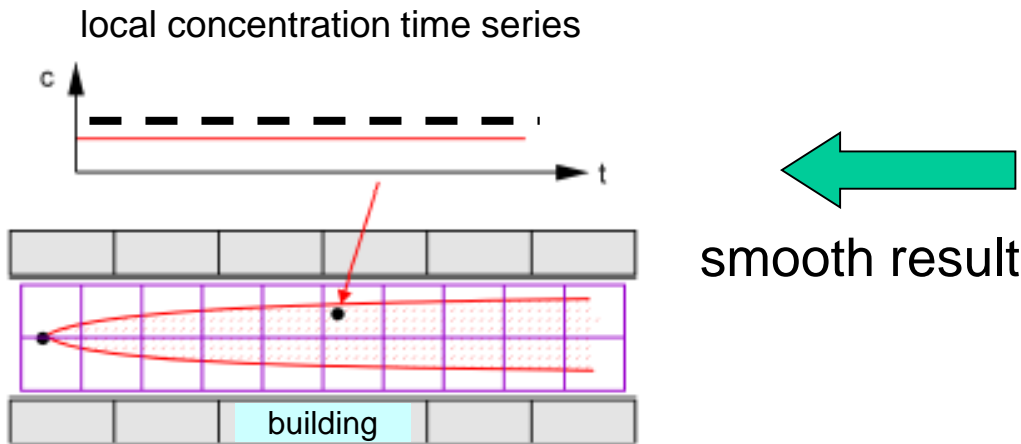 local concentration time series
c
t
smooth result
building